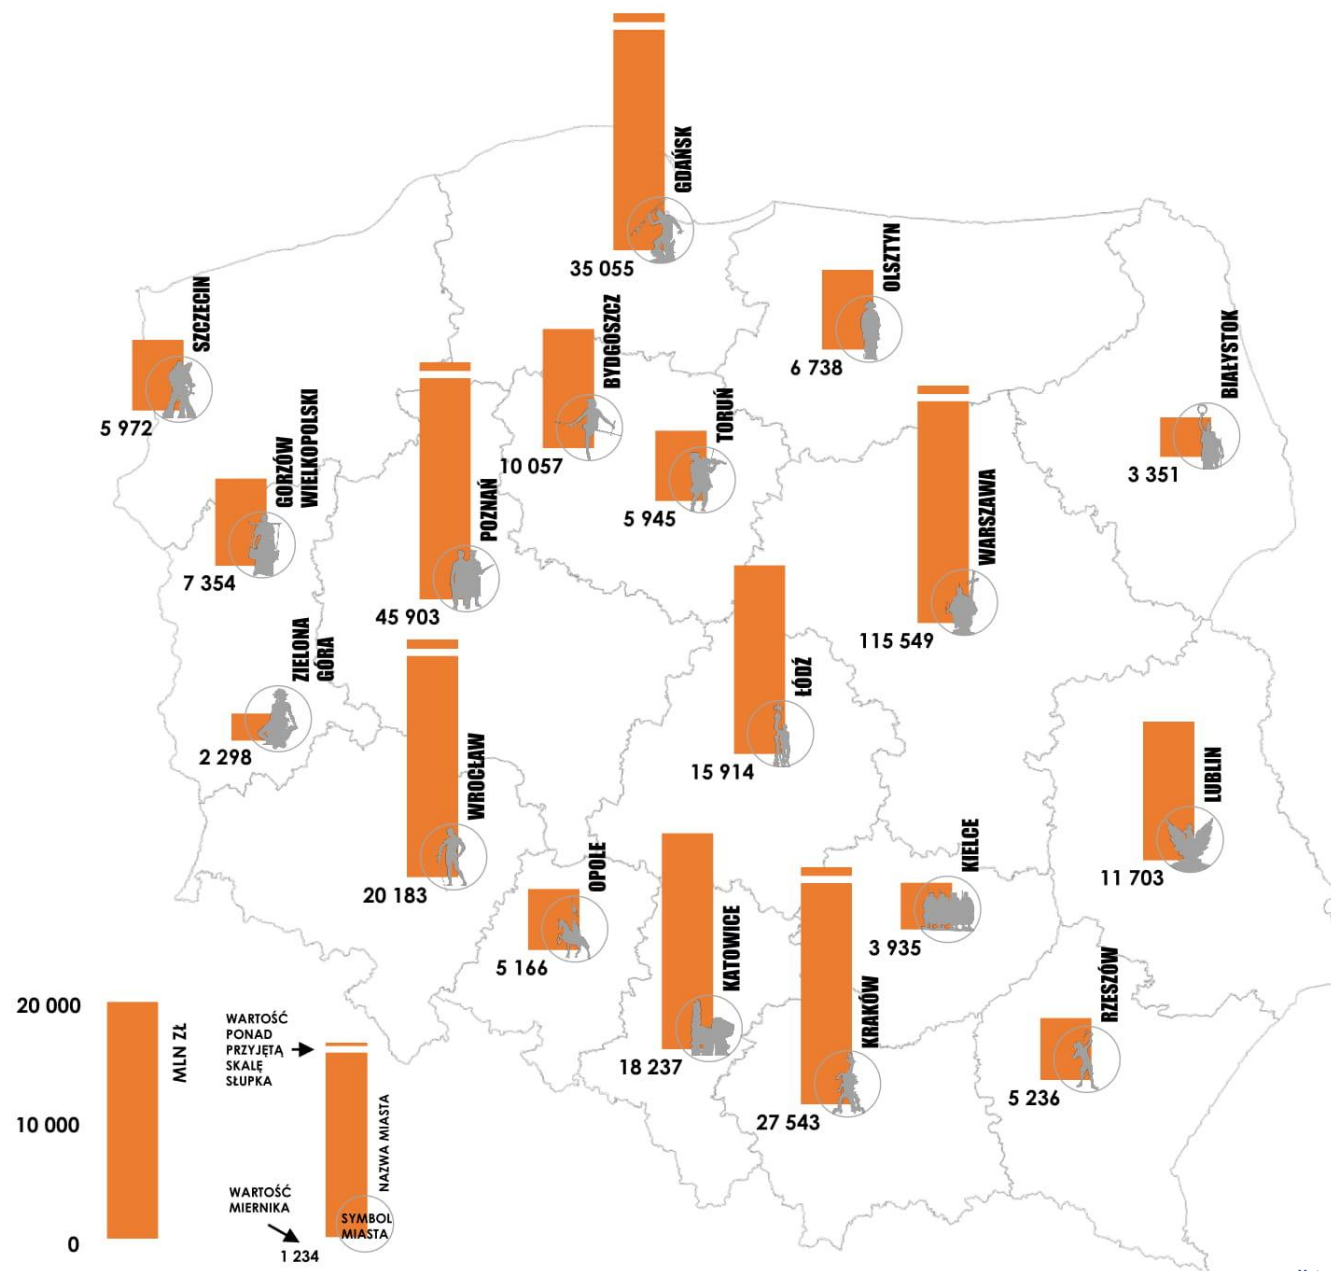 GDAŃSK
35 055
OLSZTYN
6 738
SZCZECIN
5 972
BYDGOSZCZ
10 057
BIAŁYSTOK
3 351
TORUŃ
5 945
GORZÓW
WIELKOPOLSKI
7 354
POZNAŃ
45 903
WARSZAWA
115 549
ZIELONA
GÓRA
2 298
ŁÓDŹ
15 914
WROCŁAW
20 183
LUBLIN
11 703
OPOLE
5 166
KIELCE
3 935
KATOWICE
18 237
KRAKÓW
27 543
RZESZÓW
5 236
20 000
10 000
0
MLN ZŁ
WARTOŚĆ
PONAD
PRZYJĘTĄ
SKALĘ
SŁUPKA
NAZWA MIASTA
WARTOŚĆ
MIERNIKA
1 234
SYMBOL
MIASTA